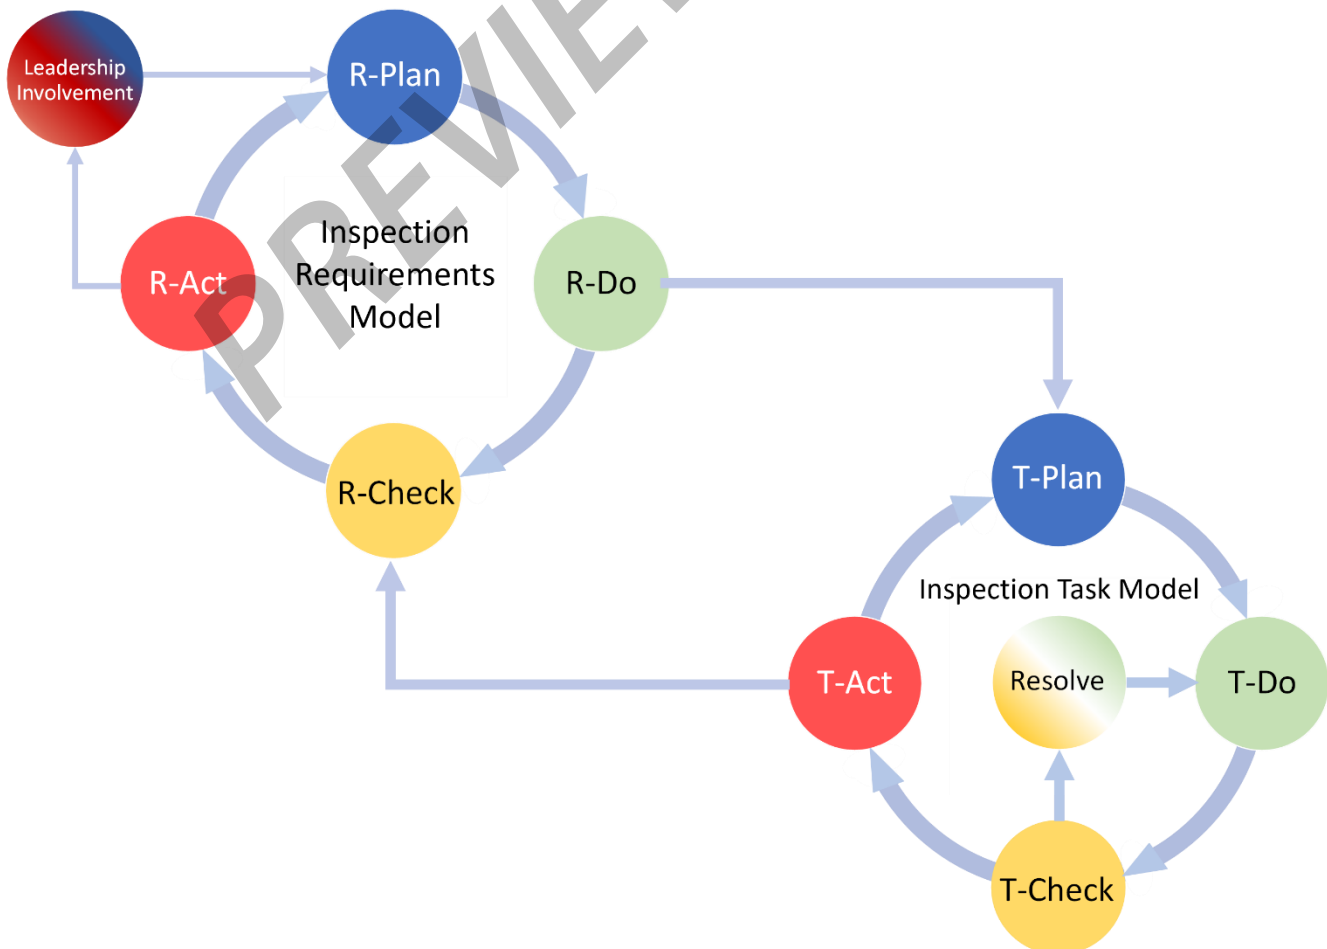 Leadership
Involvement
R-Plan
PREVIEW
Inspection
Requirements
Model
R-Act
R-Do
R-Check
T-Plan
Inspection Task Model
T-Act
Resolve
T-Do
T-Check